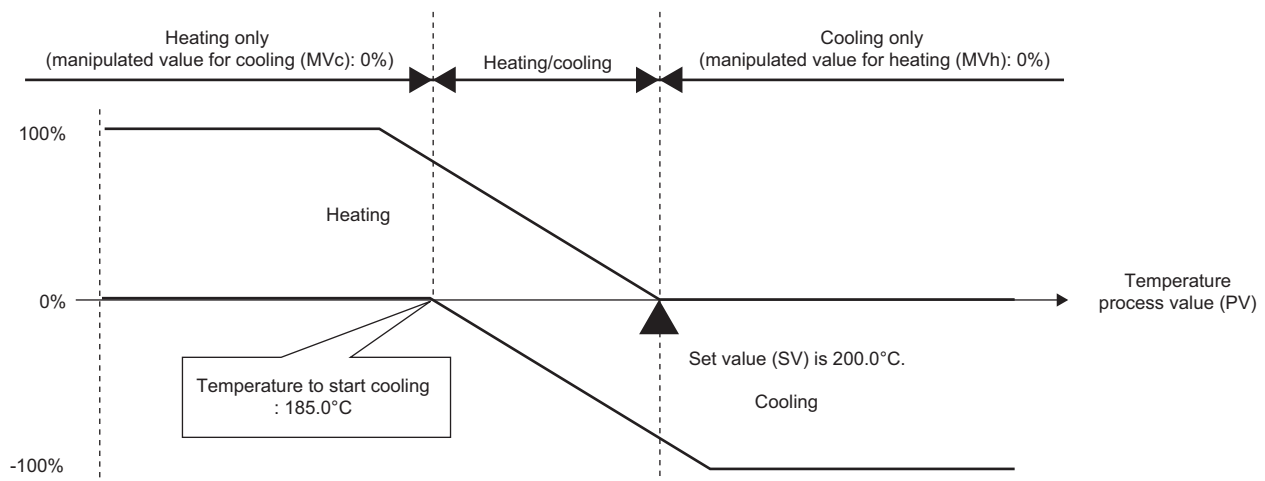 Heating only
(manipulated value for cooling (MVc): 0%)
Heating/cooling
Cooling only
(manipulated value for heating (MVh): 0%)
100%
Heating
0%
Temperature
process value (PV)
Temperature to start cooling
: 185.0°C
Set value (SV) is 200.0°C.
Cooling
-100%